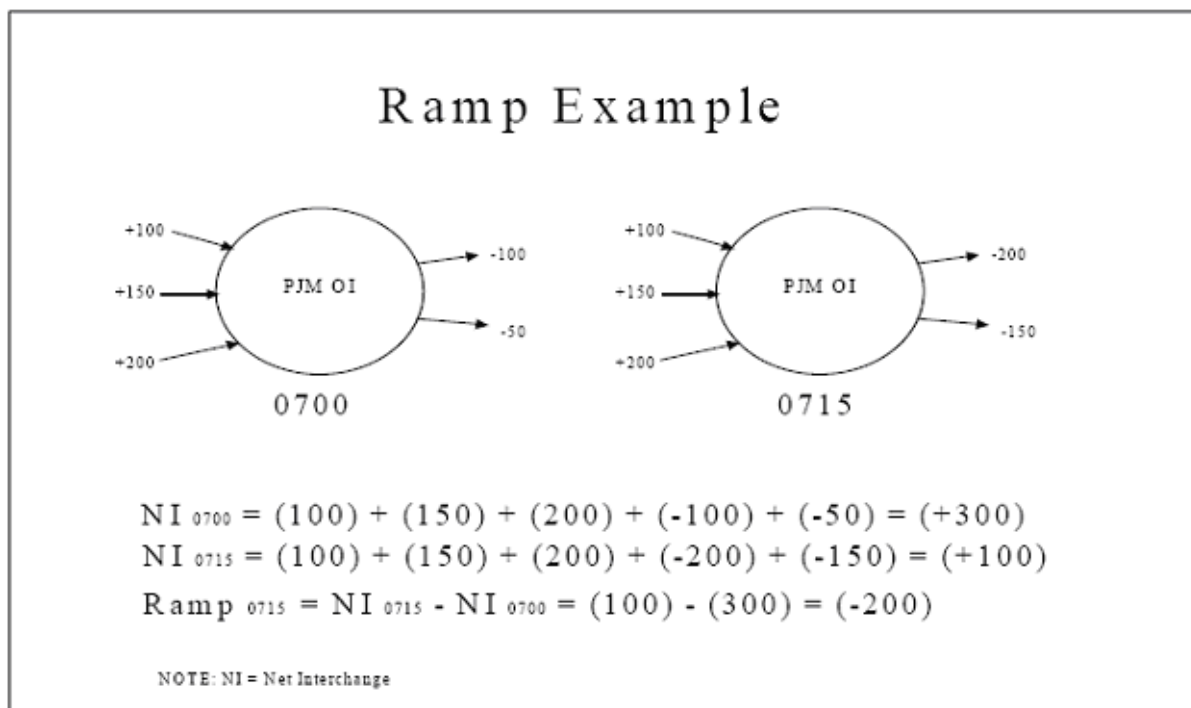 Ramp Example
+100
-100
PJM OI
+150
-50
+200
0700
+100
-200
PJM OI
+150
-150
+200
0715
NI 0700 = (100) + (150) + (200) + (-100) + (-50) = (+300)
NI 0715 = (100) + (150) + (200) + (-200) + (-150) = (+100)
Ramp 0715 = NI 0715 - NI 0700 = (100) - (300) = (-200)
NOTE: NI = Net Interchange